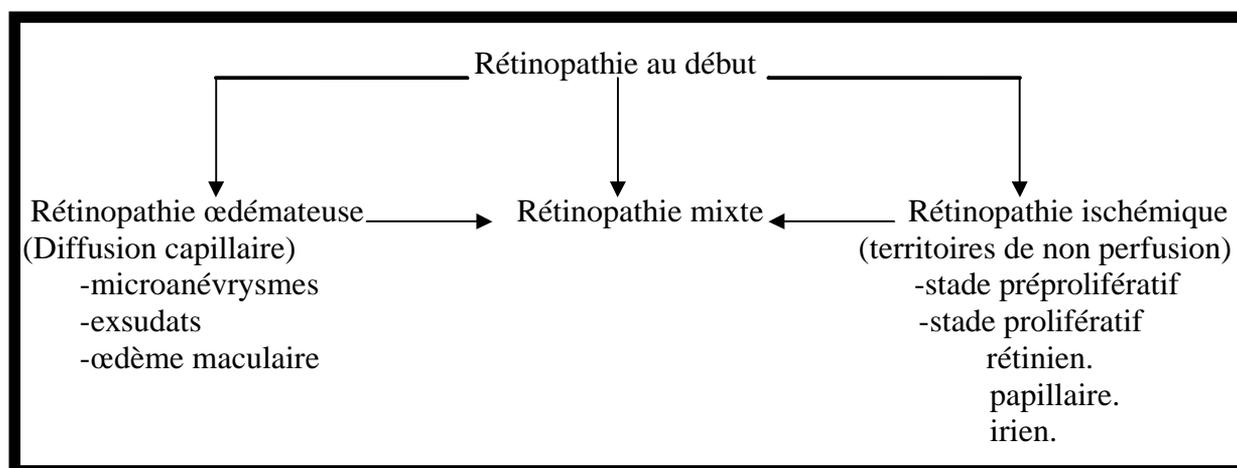 Rétinopathie au début
Rétinopathie œdémateuse
(Diffusion capillaire)
-microanévrysmes
-exsudats
-œdème maculaire
Rétinopathie mixte
Rétinopathie ischémique
(territoires de non perfusion)
-stade préprolifératif
-stade prolifératif
rétinien.
papillaire.
irien.